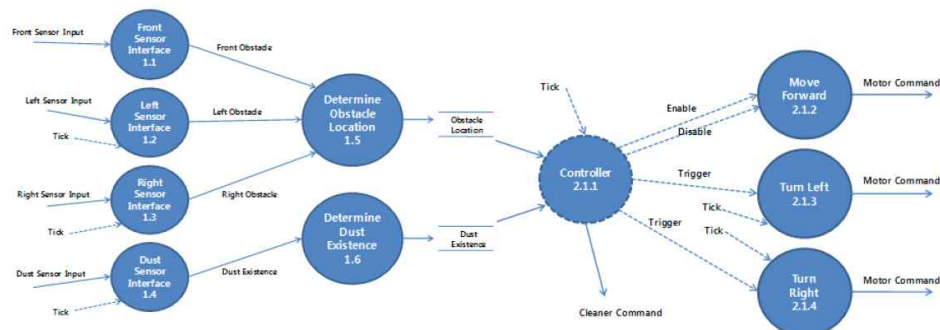 Front Sensor Input
Front
Sensor
Interface
1.1
Front Obstacle
Left Sensor Input
Tick
Left
Sensor
Interface
1.2
Left Obstacle
Right Sensor Input
Tick
Right
Sensor
Interface
1.3
Right Obstacle
Dust Sensor Input
Tick
Dust
Sensor
Interface
1.4
Dust Existence
Determine
Obstacle
Location
1.5
Determine
Dust
Existence
1.6
Obstacle
Location
Dust
Existence
Tick
Controller
2.1.1
Cleaner Command
Enable
Disable
Trigger
Tick
Trigger
Tick
Move
Forward
2.1.2
Motor Command
Turn Left
2.1.3
Motor Command
Turn
Right
2.1.4
Motor Command